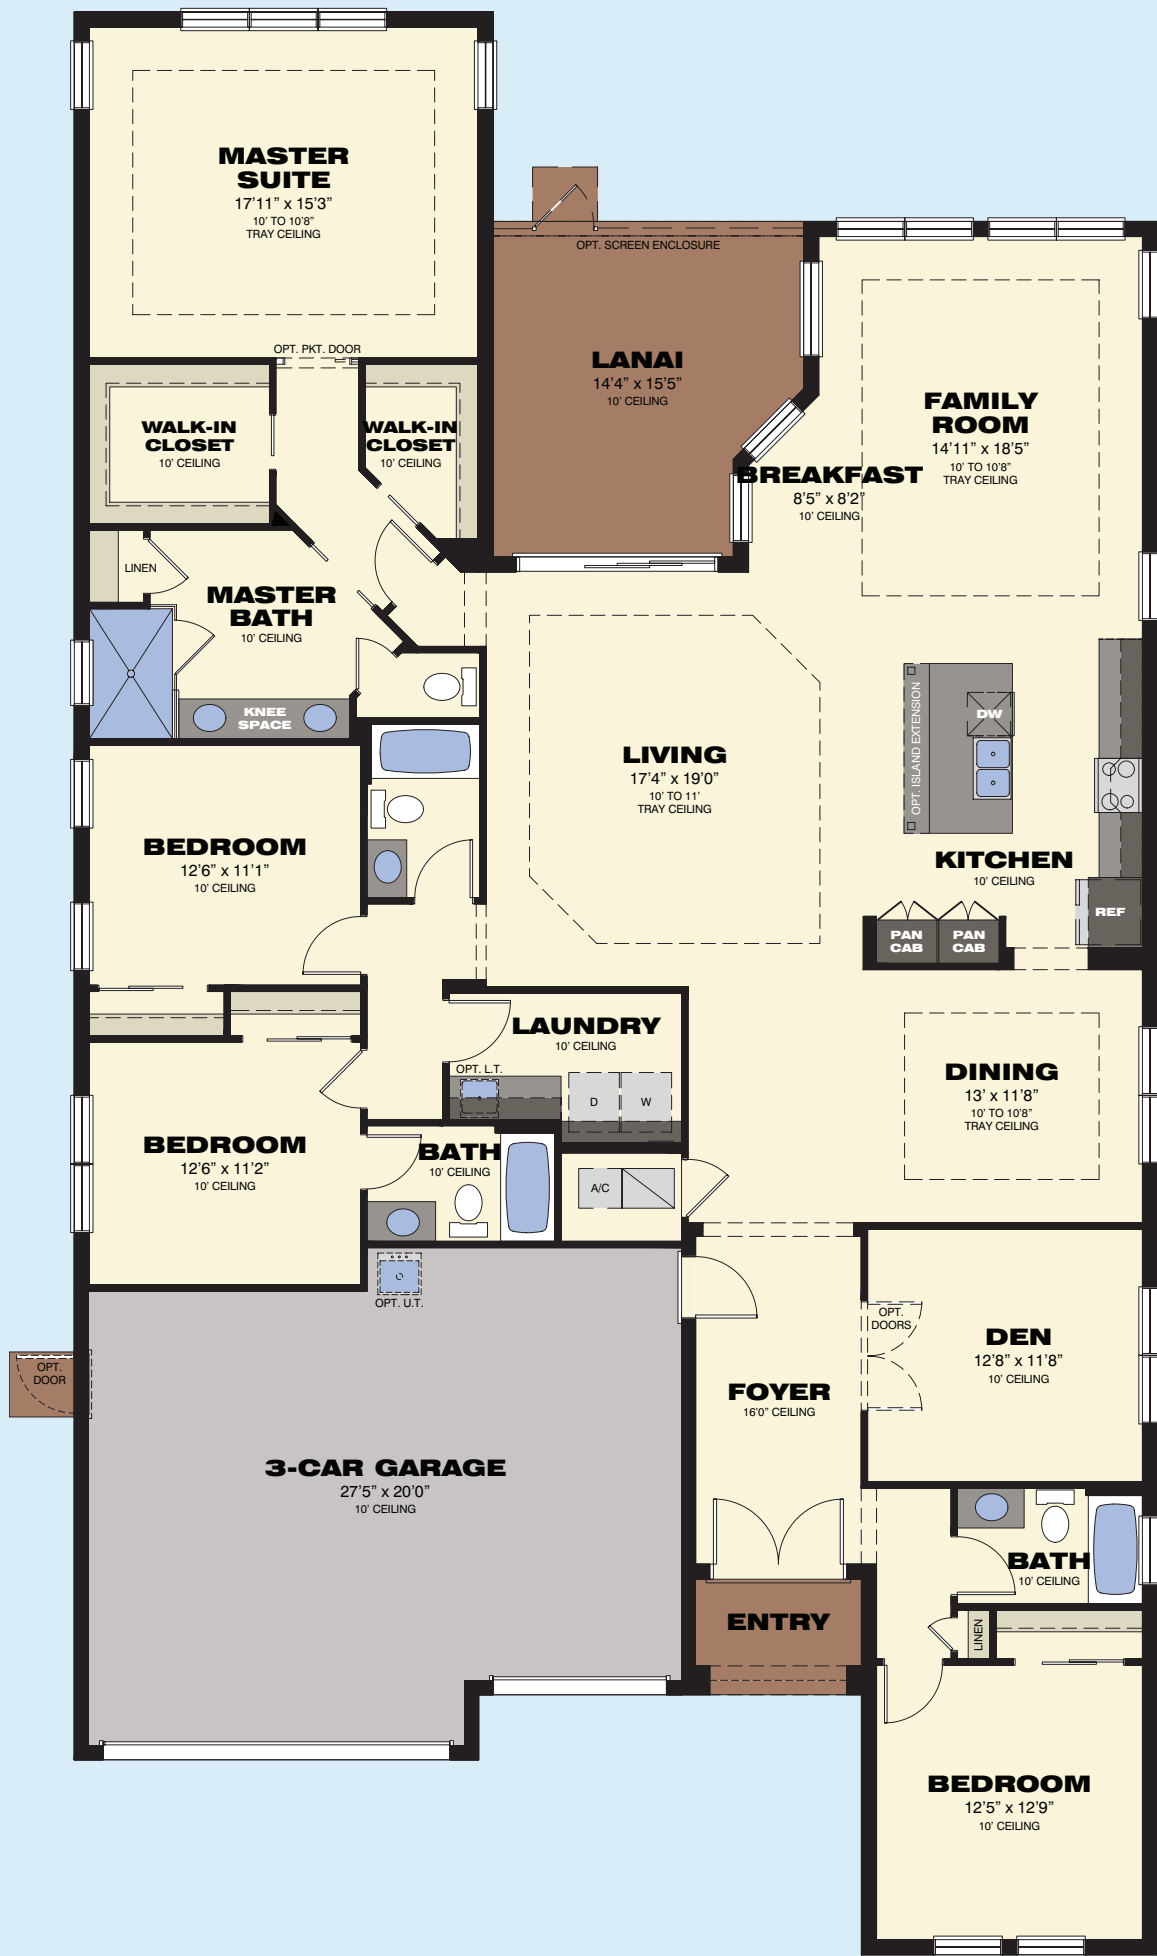 MASTER
SUITE
17'11" x 15'3"
10' TO 10'8"
TRAY CEILING
OPT. SCREEN ENCLOSURE
LANAI
14'4" x 15'5"
10' CEILING
FAMILY
ROOM
14'11" x 18'5"
10' TO 10'8"
TRAY CEILING
OPT. PKT. DOOR
WALK-IN
CLOSET
10' CEILING
WALK-IN
CLOSET
10' CEILING
BREAKFAST
8'5" x 8'2"
10' CEILING
LINEN
MASTER
BATH
10' CEILING
KNEE
SPACE
LIVING
17'4" x 19'0"
10' TO 11'
TRAY CEILING
OPT. ISLAND EXTENSION
DW
KITCHEN
10' CEILING
REF
PAN
CAB
PAN
CAB
BEDROOM
12'6" x 11'1"
10' CEILING
LAUNDRY
10' CEILING
OPT. L.T.
D
W
DINING
13' x 11'8"
10' TO 10'8"
TRAY CEILING
BEDROOM
12'6" x 11'2"
10' CEILING
BATH
10' CEILING
A/C
OPT. U.T.
OPT.
DOOR
OPT.
DOORS
DEN
12'8" x 11'8"
10' CEILING
FOYER
16'0" CEILING
3-CAR GARAGE
27'5" x 20'0"
10' CEILING
BATH
10' CEILING
ENTRY
LINEN
BEDROOM
12'5" x 12'9"
10' CEILING